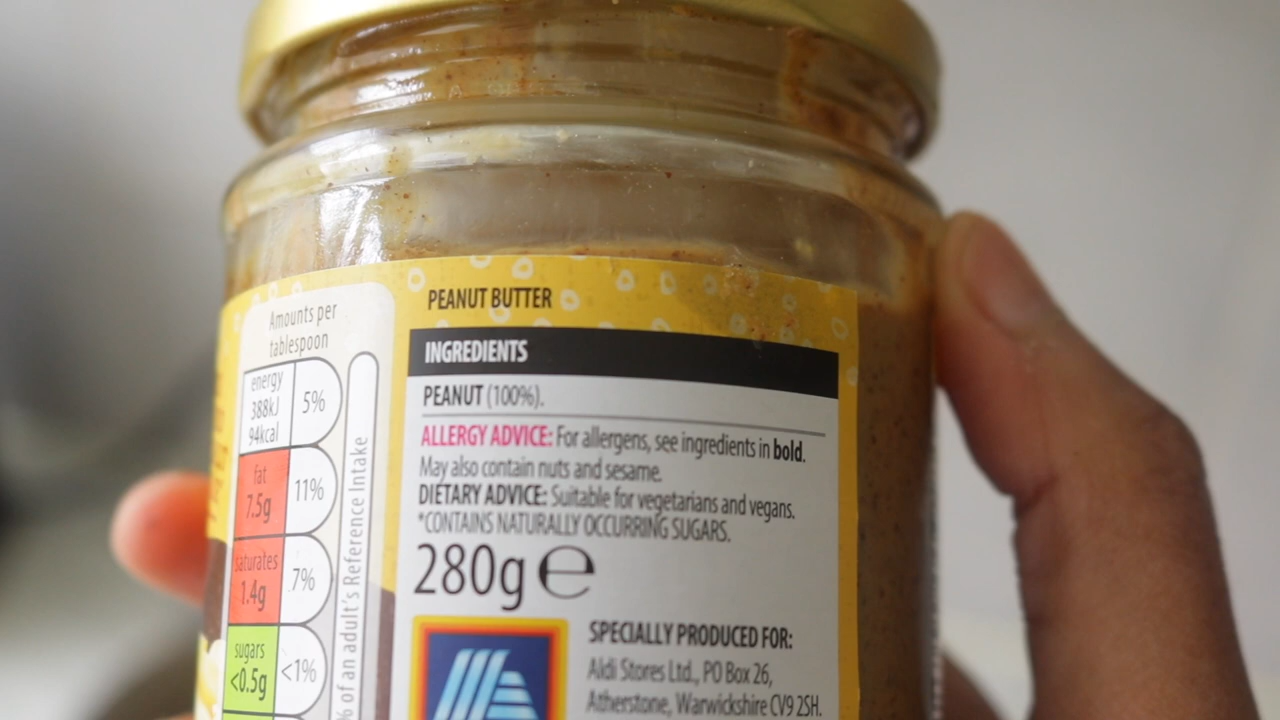 PEANUT BUTTER
INGREDIENTS
PEANUT (100%).
ALLERGY ADVICE: For allergens, see ingredients in bold.
May also contain nuts and sesame.
DIETARY ADVICE: Suitable for vegetarians and vegans.
*CONTAINS NATURALLY OCCURRING SUGARS.
280g ℮
SPECIALLY PRODUCED FOR:
Aldi Stores Ltd., PO Box 26,
Atherstone, Warwickshire CV9 2SH.
Amounts per
tablespoon
energy
388kJ
94kcal
5%
fat
7.5g
11%
saturates
1.4g
7%
sugars
<0.5g
<1%
% of an adult's Reference Intake